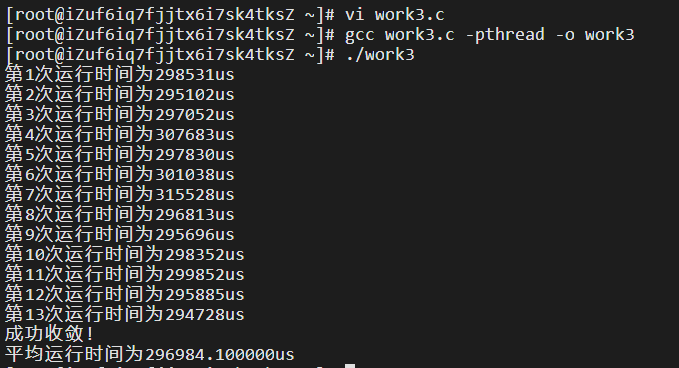 [root@iZuf6iq7fjjtx6i7sk4tksZ ~]# vi work3.c
[root@iZuf6iq7fjjtx6i7sk4tksZ ~]# gcc work3.c -pthread -o work3
[root@iZuf6iq7fjjtx6i7sk4tksZ ~]# ./work3
第1次运行时间为298531us
第2次运行时间为295102us
第3次运行时间为297052us
第4次运行时间为307683us
第5次运行时间为297830us
第6次运行时间为301038us
第7次运行时间为315528us
第8次运行时间为296813us
第9次运行时间为295696us
第10次运行时间为298352us
第11次运行时间为299852us
第12次运行时间为295885us
第13次运行时间为294728us
成功收敛!
平均运行时间为296984.100000us